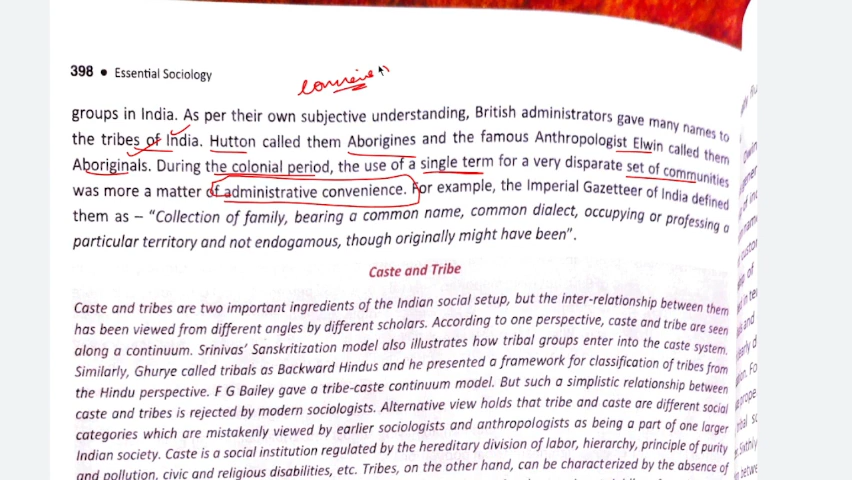 398 • Essential Sociology
groups in India. As per their own subjective understanding, British administrators gave many names to
the tribes of India. Hutton called them Aborigines and the famous Anthropologist Elwin called them
Aboriginals. During the colonial period, the use of a single term for a very disparate set of communities
was more a matter of administrative convenience. For example, the Imperial Gazetteer of India defined
them as – “Collection of family, bearing a common name, common dialect, occupying or professing a
particular territory and not endogamous, though originally might have been”.
Caste and Tribe
Caste and tribes are two important ingredients of the Indian social setup, but the inter-relationship between them
has been viewed from different angles by different scholars. According to one perspective, caste and tribe are seen
along a continuum. Srinivas’ Sanskritization model also illustrates how tribal groups enter into the caste system.
Similarly, Ghurye called tribals as Backward Hindus and he presented a framework for classification of tribes from
the Hindu perspective. F G Bailey gave a tribe-caste continuum model. But such a simplistic relationship between
caste and tribes is rejected by modern sociologists. Alternative view holds that tribe and caste are different social
categories which are mistakenly viewed by earlier sociologists and anthropologists as being a part of one larger
Indian society. Caste is a social institution regulated by the hereditary division of labor, hierarchy, principle of purity
and pollution, civic and religious disabilities, etc. Tribes, on the other hand, can be characterized by the absence of